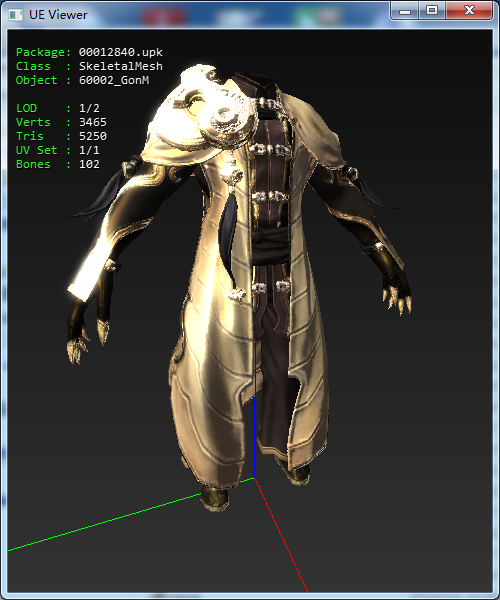 UE Viewer
Package: 00012840.upk
Class : SkeletalMesh
Object : 60002_GonM
LOD : 1/2
Verts : 3465
Tris : 5250
UV Set : 1/1
Bones : 102